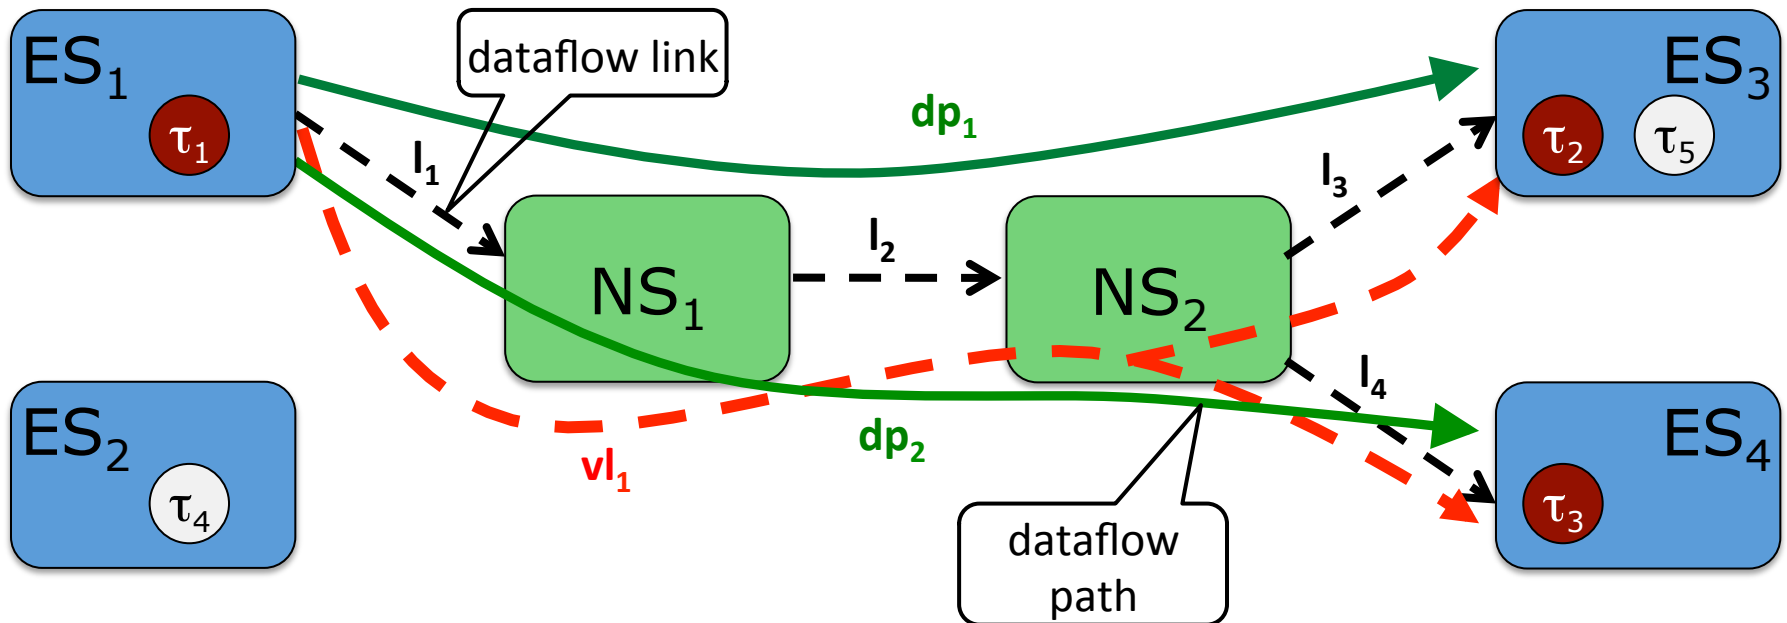 ES₁
τ₁
dataflow link
dp₁
ES₃
τ₂
τ₅
l₁
l₂
l₃
NS₁
NS₂
l₄
ES₂
τ₄
vl₁
dp₂
ES₄
τ₃
dataflow
path